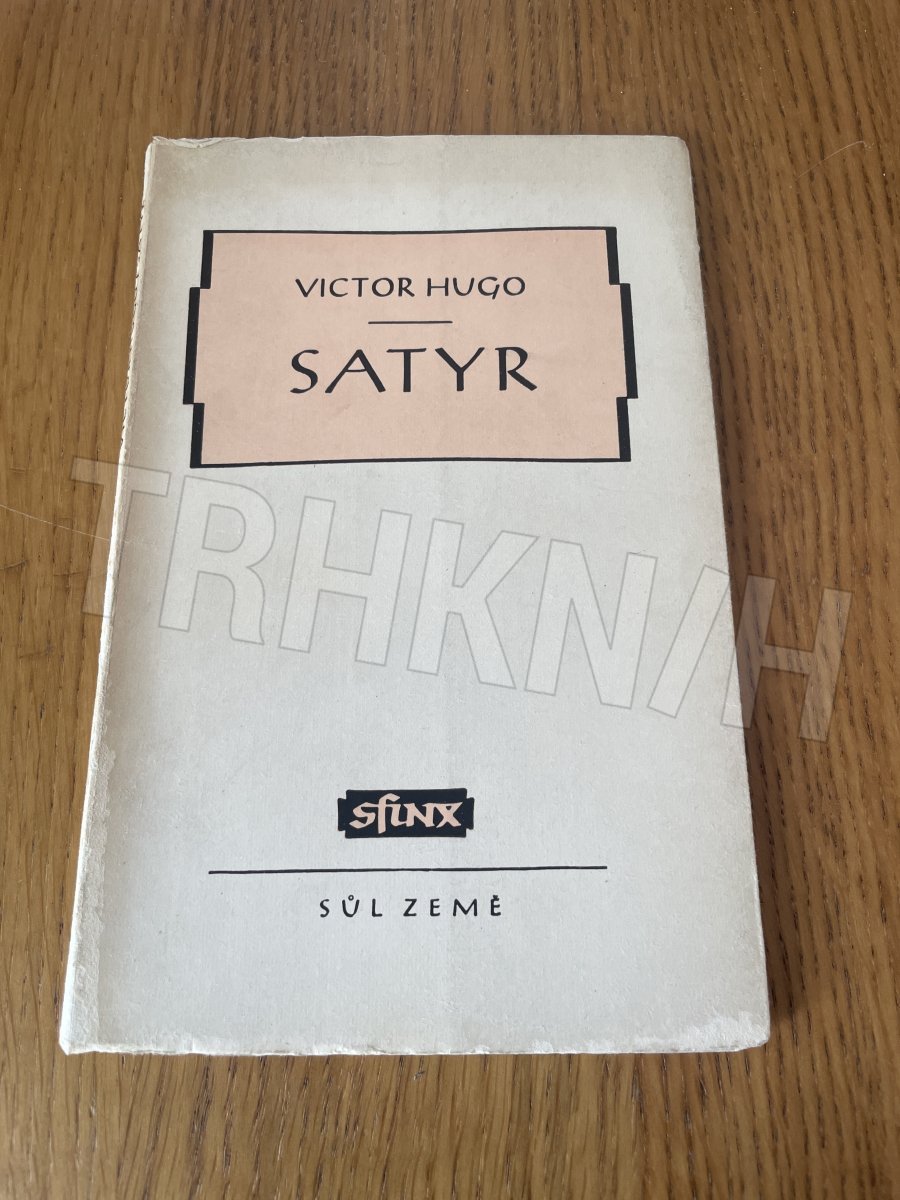 VICTOR HUGO
SATYR
TRHKNIH
sfinx
SŮL ZEMĚ